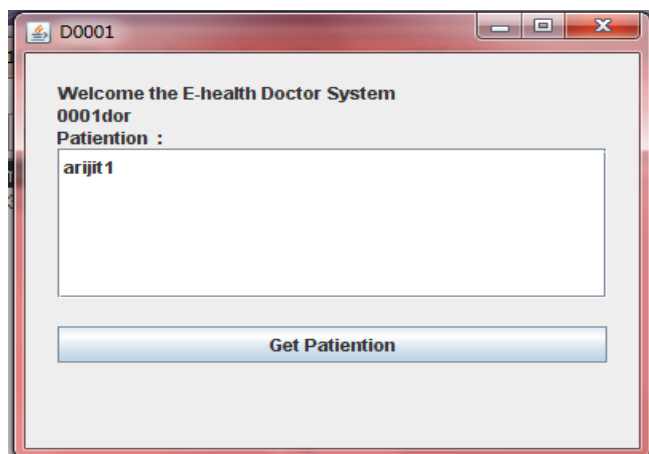 D0001
Welcome the E-health Doctor System
0001dor
Patiention :
arijit1
Get Patiention